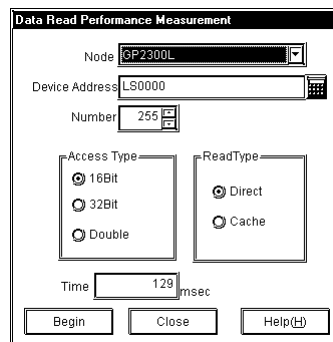 Data Read Performance Measurement
Node GP2300L
Device Address LS0000
Number 255
Access Type
16Bit
32Bit
Double
ReadType
Direct
Cache
Time 129 msec
Begin Close Help(H)